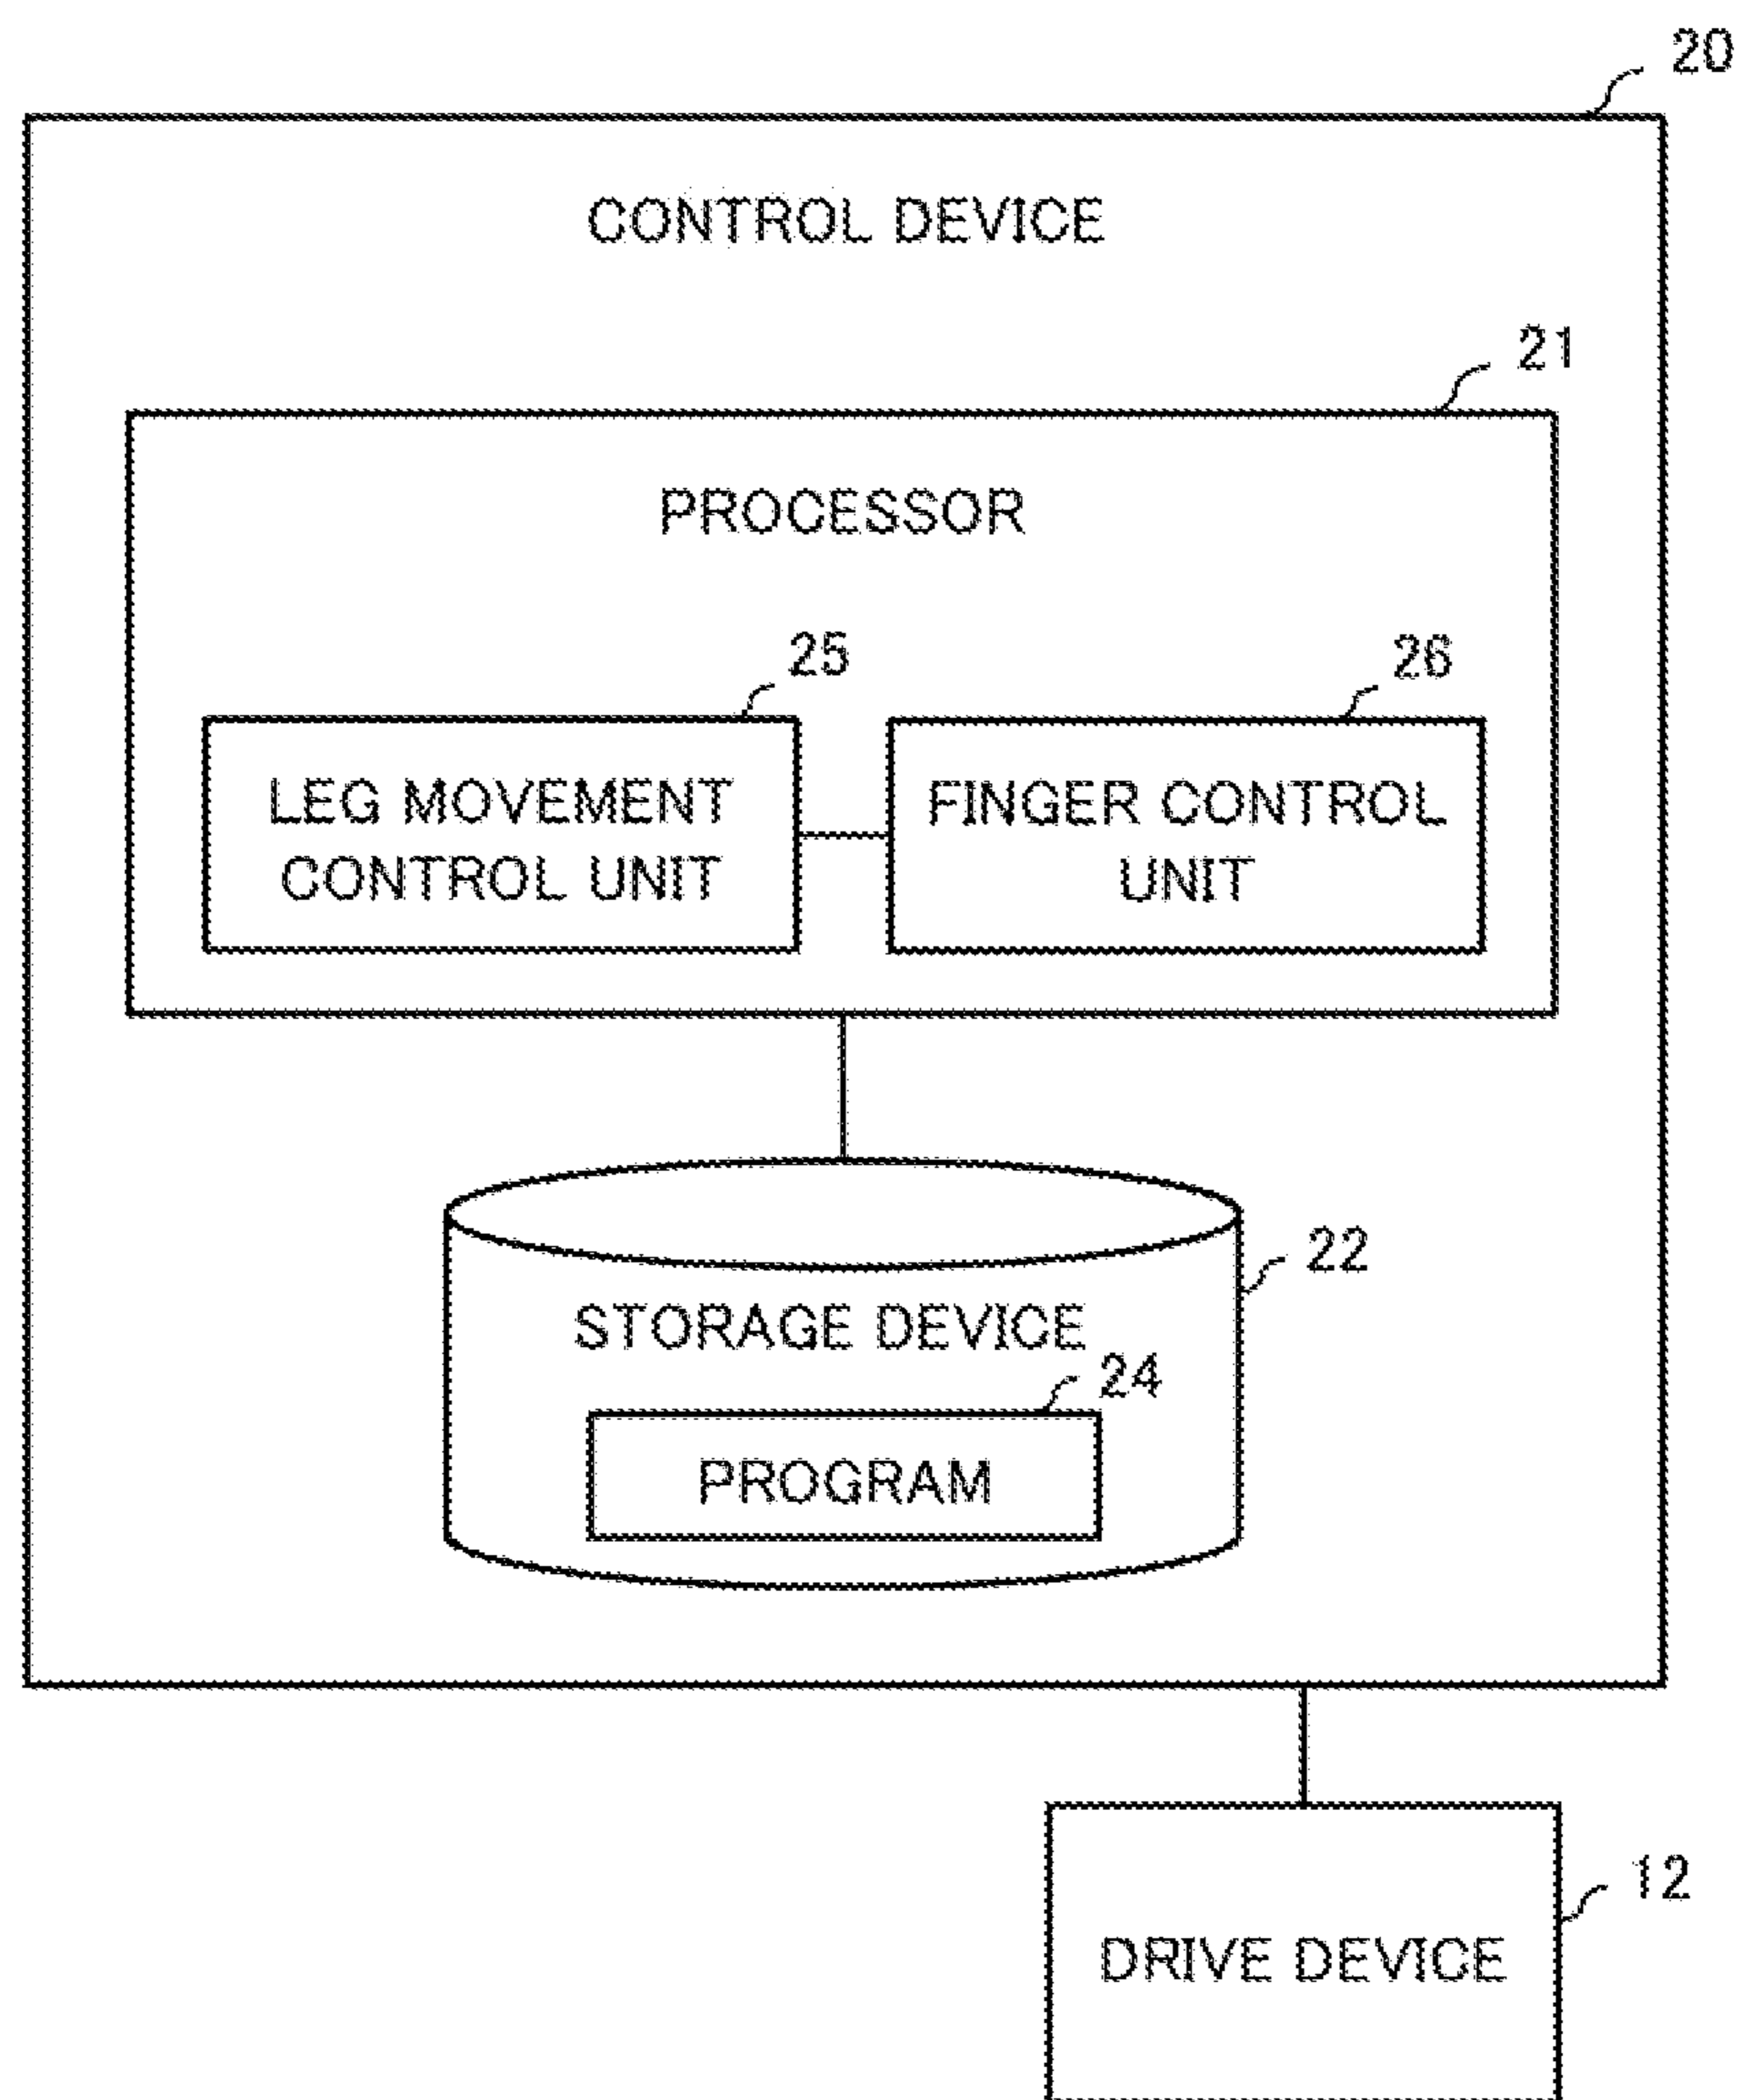 20
CONTROL DEVICE
21
PROCESSOR
25
26
LEG MOVEMENT
CONTROL UNIT
FINGER CONTROL
UNIT
22
STORAGE DEVICE
24
PROGRAM
12
DRIVE DEVICE